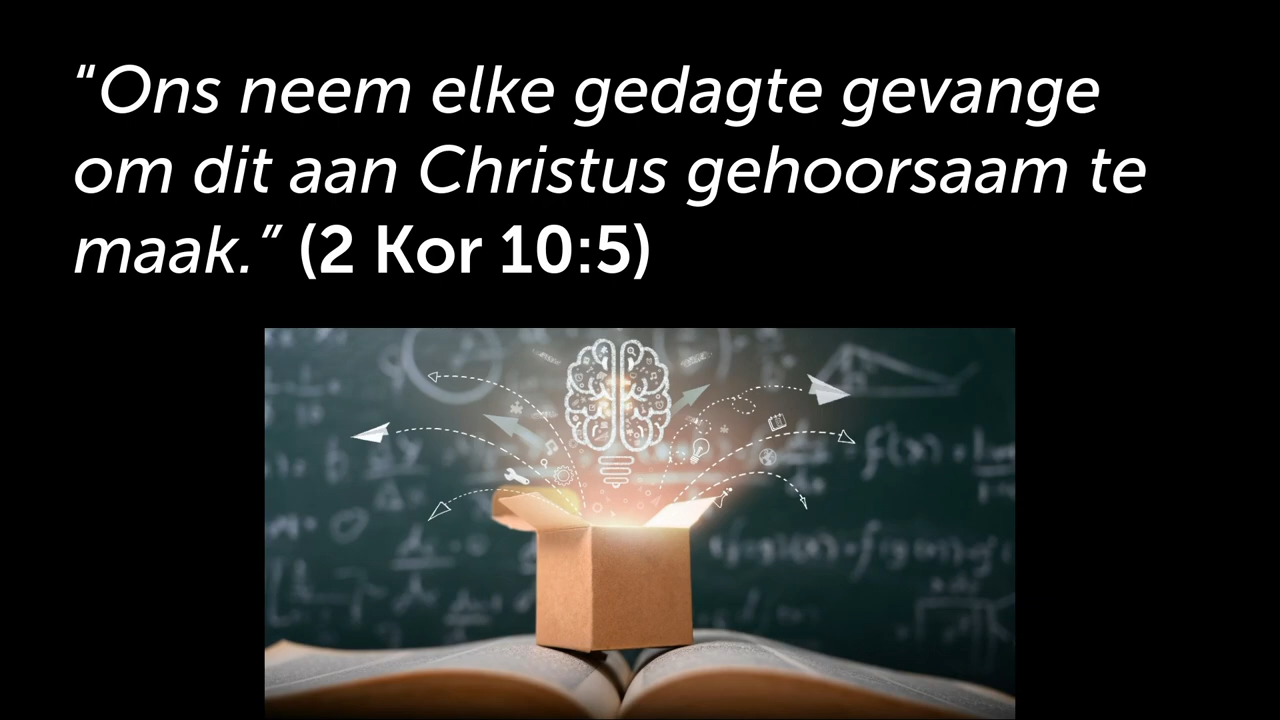 “Ons neem elke gedagte gevange
om dit aan Christus gehoorsaam te
maak.” (2 Kor 10:5)